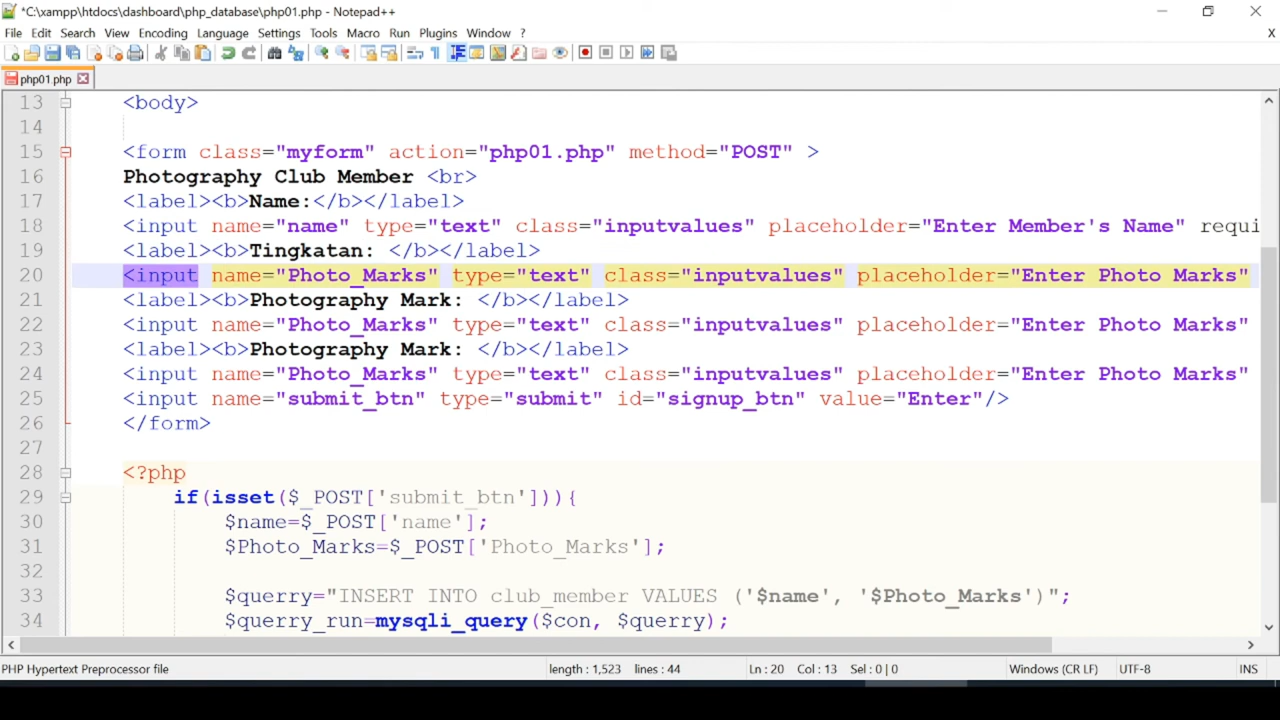 *C:\xampp\htdocs\dashboard\php_database\php01.php - Notepad++
File Edit Search View Encoding Language Settings Tools Macro Run Plugins Window ? X
php01.php
13 <body>
14
15 <form class="myform" action="php01.php" method="POST" >
16 Photography Club Member <br>
17 <label><b>Name:</b></label>
18 <input name="name" type="text" class="inputvalues" placeholder="Enter Member's Name" requi
19 <label><b>Tingkatan: </b></label>
20 <input name="Photo_Marks" type="text" class="inputvalues" placeholder="Enter Photo Marks"
21 <label><b>Photography Mark: </b></label>
22 <input name="Photo_Marks" type="text" class="inputvalues" placeholder="Enter Photo Marks"
23 <label><b>Photography Mark: </b></label>
24 <input name="Photo_Marks" type="text" class="inputvalues" placeholder="Enter Photo Marks"
25 <input name="submit_btn" type="submit" id="signup_btn" value="Enter"/>
26 </form>
27
28 <?php
29 if(isset($_POST['submit_btn'])){
30 $name=$_POST['name'];
31 $Photo_Marks=$_POST['Photo_Marks'];
32
33 $querry="INSERT INTO club_member VALUES ('$name', '$Photo_Marks')";
34 $querry_run=mysqli_query($con, $querry);
PHP Hypertext Preprocessor file length : 1,523 lines : 44 Ln : 20 Col : 13 Sel : 0 | 0 Windows (CR LF) UTF-8 INS